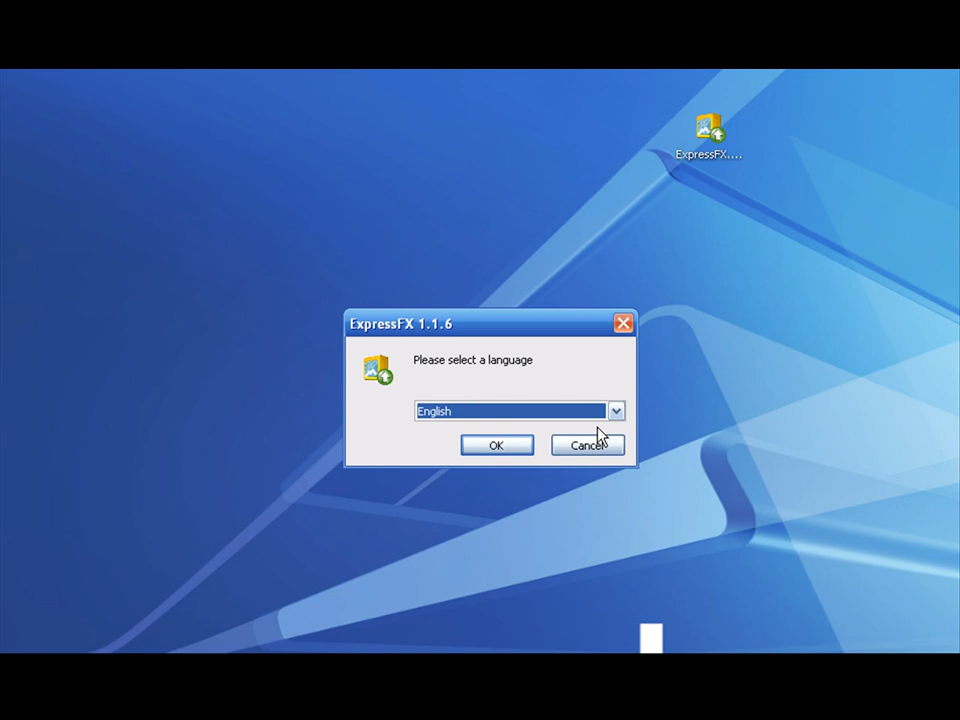 ExpressFX....
ExpressFX 1.1.6
Please select a language
English
OK
Cancel